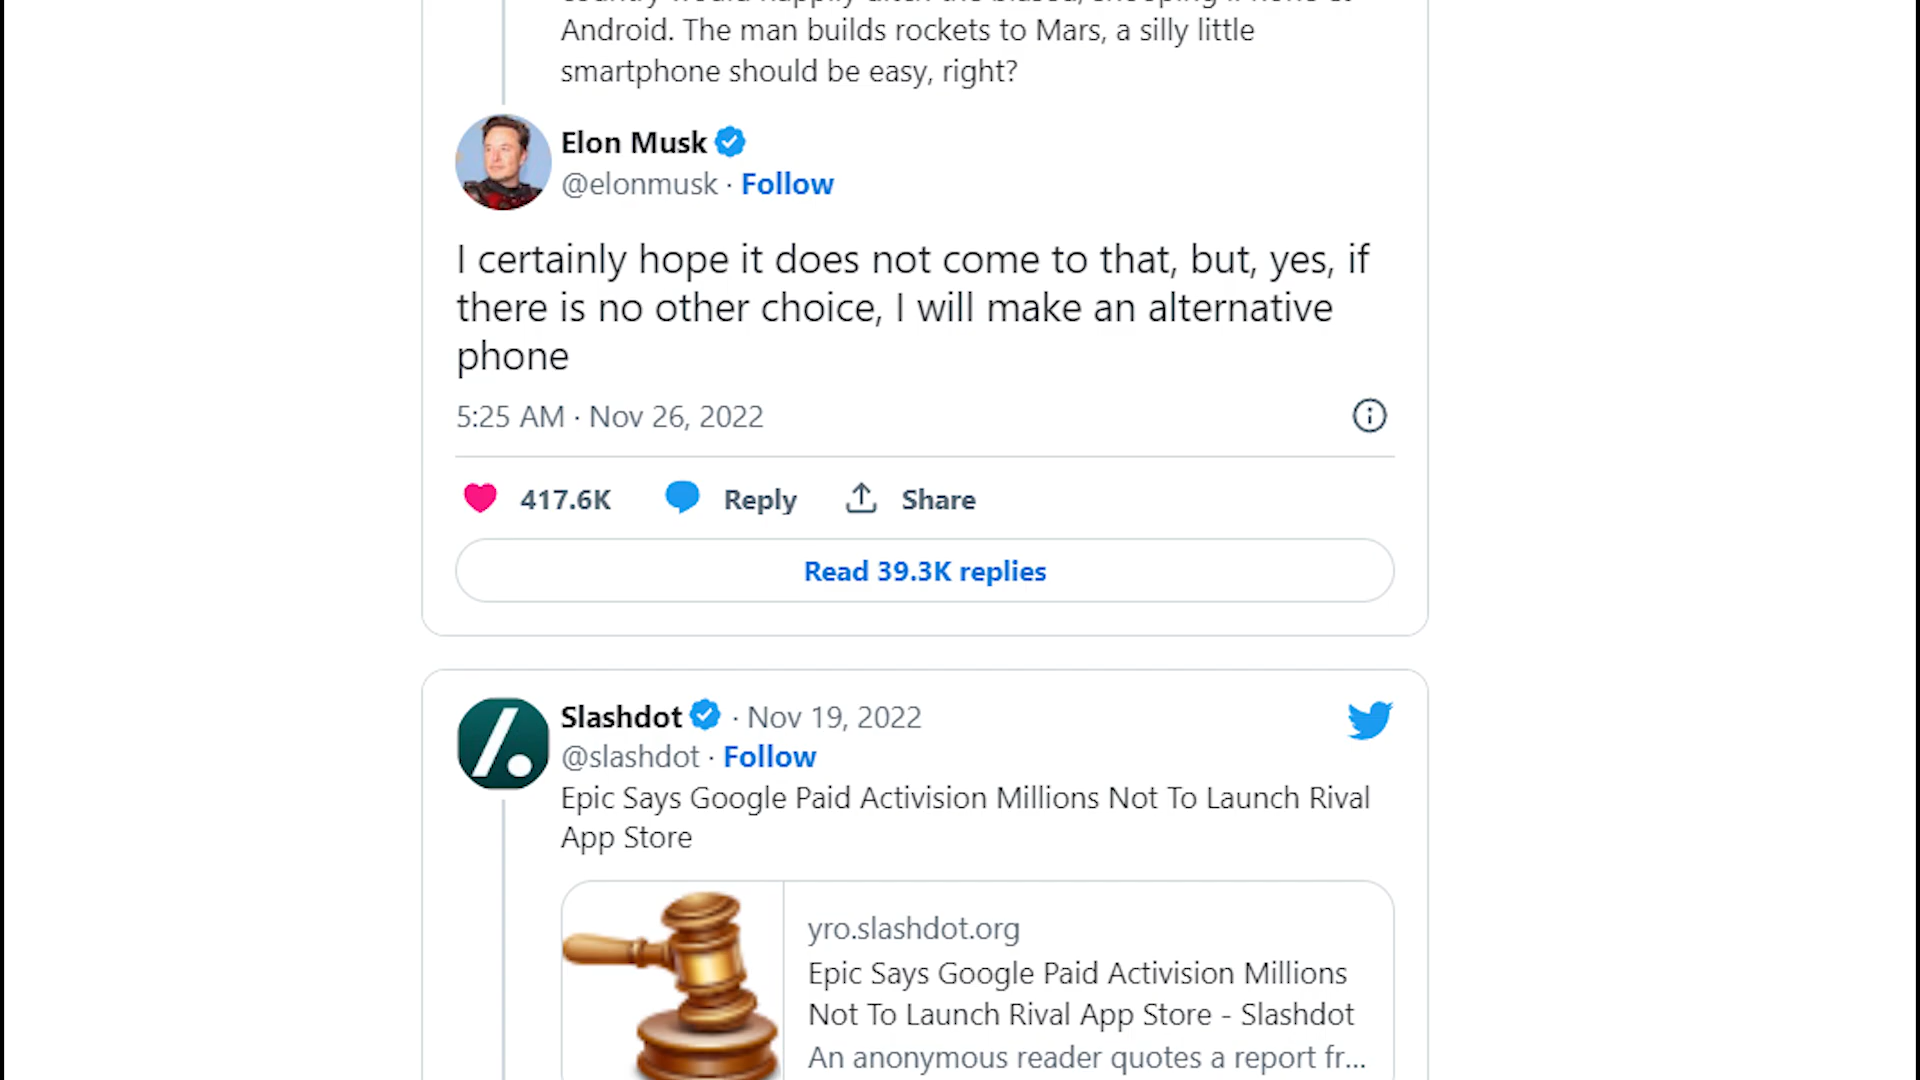 Android. The man builds rockets to Mars, a silly little
smartphone should be easy, right?
Elon Musk
@elonmusk · Follow
I certainly hope it does not come to that, but, yes, if
there is no other choice, I will make an alternative
phone
5:25 AM · Nov 26, 2022
417.6K Reply Share
Read 39.3K replies
Slashdot · Nov 19, 2022
@slashdot · Follow
Epic Says Google Paid Activision Millions Not To Launch Rival
App Store
yro.slashdot.org
Epic Says Google Paid Activision Millions
Not To Launch Rival App Store - Slashdot
An anonymous reader quotes a report fr...